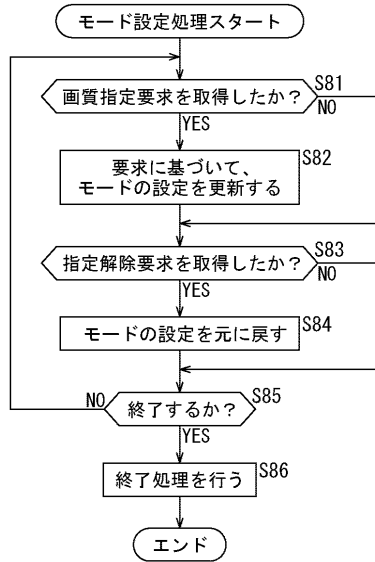 モード設定処理スタート
画質指定要求を取得したか？
S81
NO
YES
要求に基づいて、
モードの設定を更新する
S82
指定解除要求を取得したか？
S83
NO
YES
モードの設定を元に戻す
S84
NO
終了するか？
S85
YES
終了処理を行う
S86
エンド